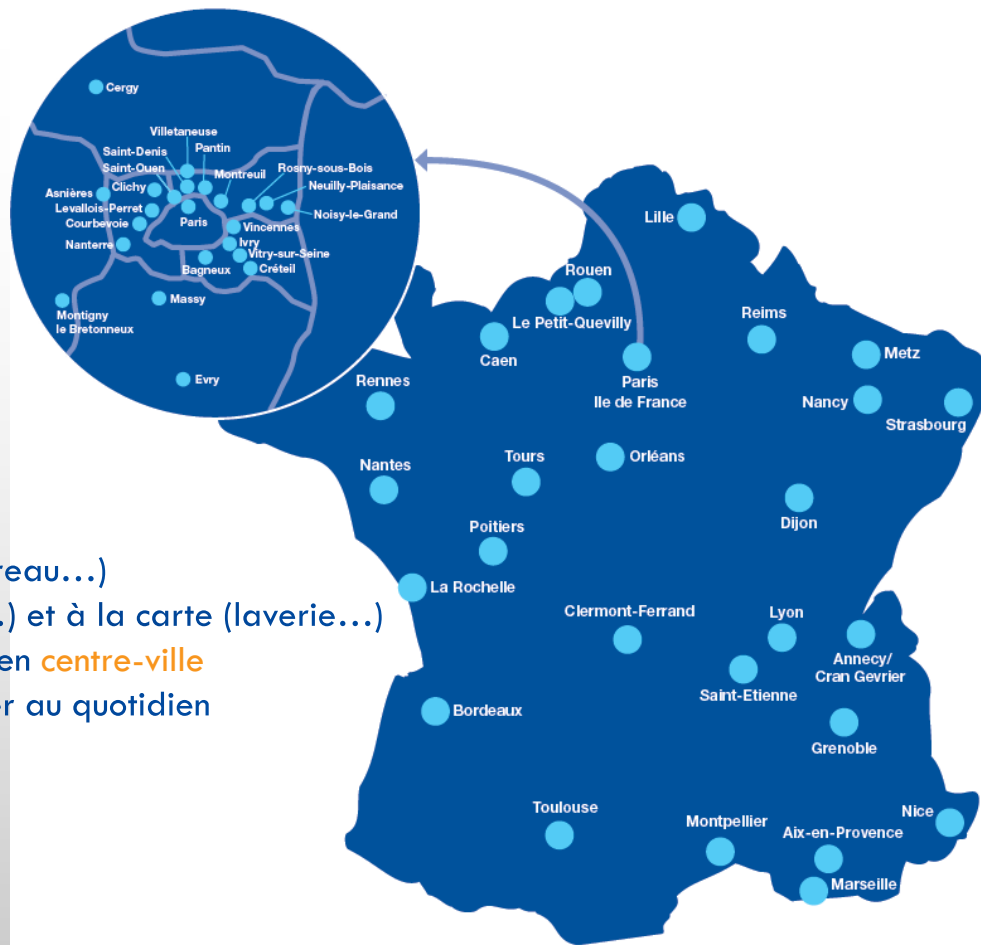 Cergy
Villetaneuse
Saint-Denis
Pantin
Saint-Ouen
Montreuil
Rosny-sous-Bois
Asnières
Clichy
Neuilly-Plaisance
Levallois-Perret
Noisy-le-Grand
Courbevoie
Paris
Vincennes
Nanterre
Ivry
Vitry-sur-Seine
Bagneux
Créteil
Massy
Montigny
le Bretonneux
Evry
Lille
Rouen
Le Petit-Quevilly
Reims
Caen
Metz
Paris
Ile de France
Rennes
Nancy
Strasbourg
Nantes
Tours
Orléans
Dijon
Poitiers
reau…)
La Rochelle
.) et à la carte (laverie…)
Clermont-Ferrand
Lyon
en centre-ville
Annecy/
Cran Gevrier
Saint-Etienne
r au quotidien
Bordeaux
Grenoble
Toulouse
Montpellier
Nice
Aix-en-Provence
Marseille